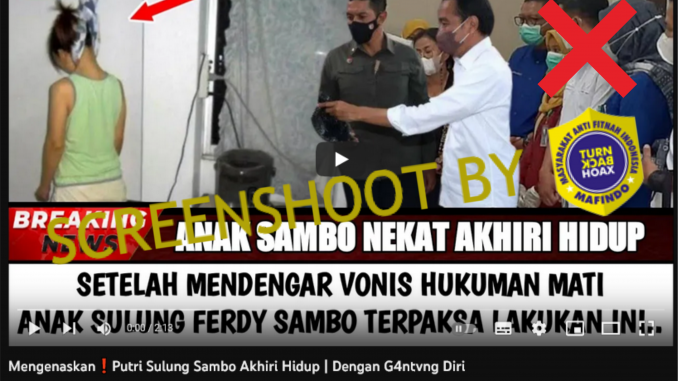 MASYARAKAT ANTI FITNAH INDONESIA
TURN
BACK
HOAX
MAFINDO
SCREENSHOOT BY
BREAKING
NEWS
ANAK SAMBO NEKAT AKHIRI HIDUP
SETELAH MENDENGAR VONIS HUKUMAN MATI
ANAK SULUNG FERDY SAMBO TERPAKSA LAKUKAN INI...
0:00 / 2:13
Mengenaskan❗Putri Sulung Sambo Akhiri Hidup | Dengan G4ntvng Diri